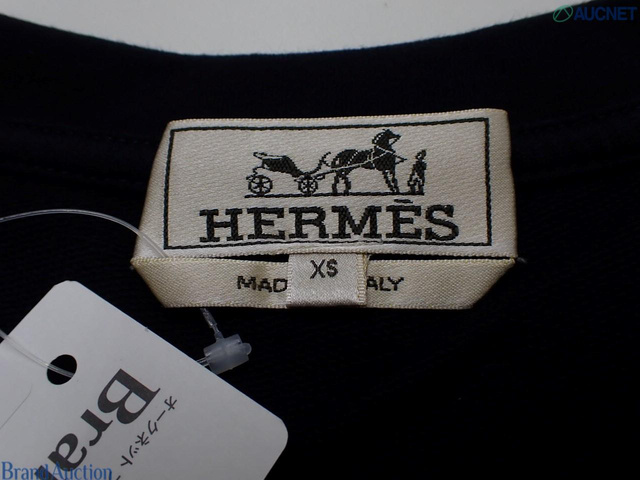 AUCNET
HERMÈS
XS
MAD ALY
オークネット
Bra
Brand Auction